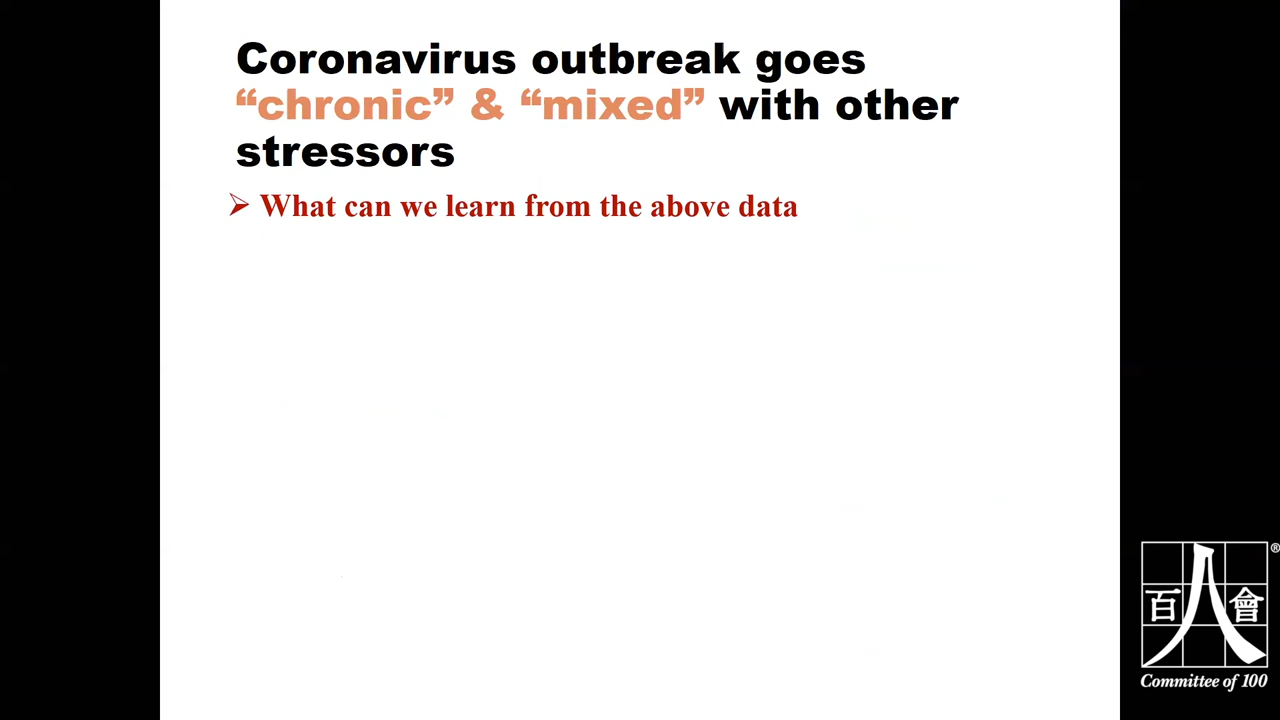 Coronavirus outbreak goes
“chronic” & “mixed” with other
stressors
➢ What can we learn from the above data
®
百人會
Committee of 100